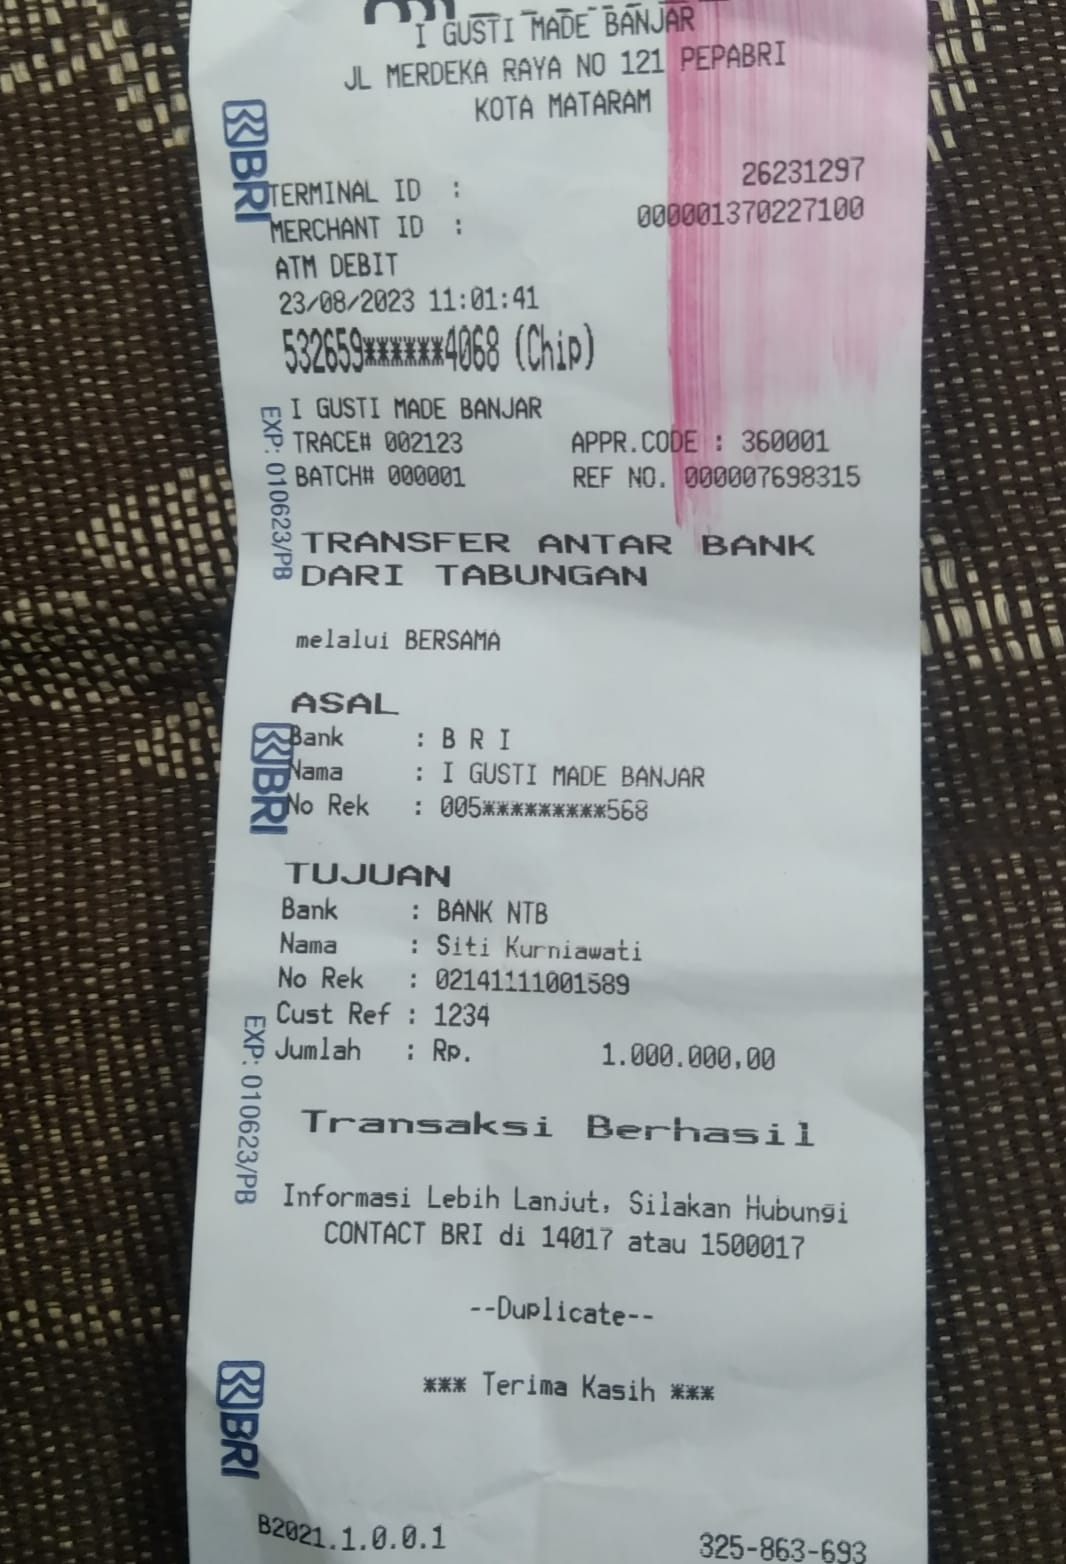 I GUSTI MADE BANJAR
JL MERDEKA RAYA NO 121 PEPABRI
KOTA MATARAM
BRI
TERMINAL ID : 26231297
MERCHANT ID : 000001370227100
ATM DEBIT
23/08/2023 11:01:41
532659******4068 (Chip)
I GUSTI MADE BANJAR
TRACE# 002123 APPR.CODE : 360001
BATCH# 000001 REF NO. 000007698315
EXP: 010623/PB
TRANSFER ANTAR BANK
DARI TABUNGAN
melalui BERSAMA
ASAL
Bank : B R I
Nama : I GUSTI MADE BANJAR
No Rek : 005*********568
BRI
TUJUAN
Bank : BANK NTB
Nama : Siti Kurniawati
No Rek : 02141111001589
Cust Ref : 1234
Jumlah : Rp. 1.000.000,00
EXP: 010623/PB
Transaksi Berhasil
Informasi Lebih Lanjut, Silakan Hubungi
CONTACT BRI di 14017 atau 1500017
--Duplicate--
*** Terima Kasih ***
BRI
B2021.1.0.0.1 325-863-693